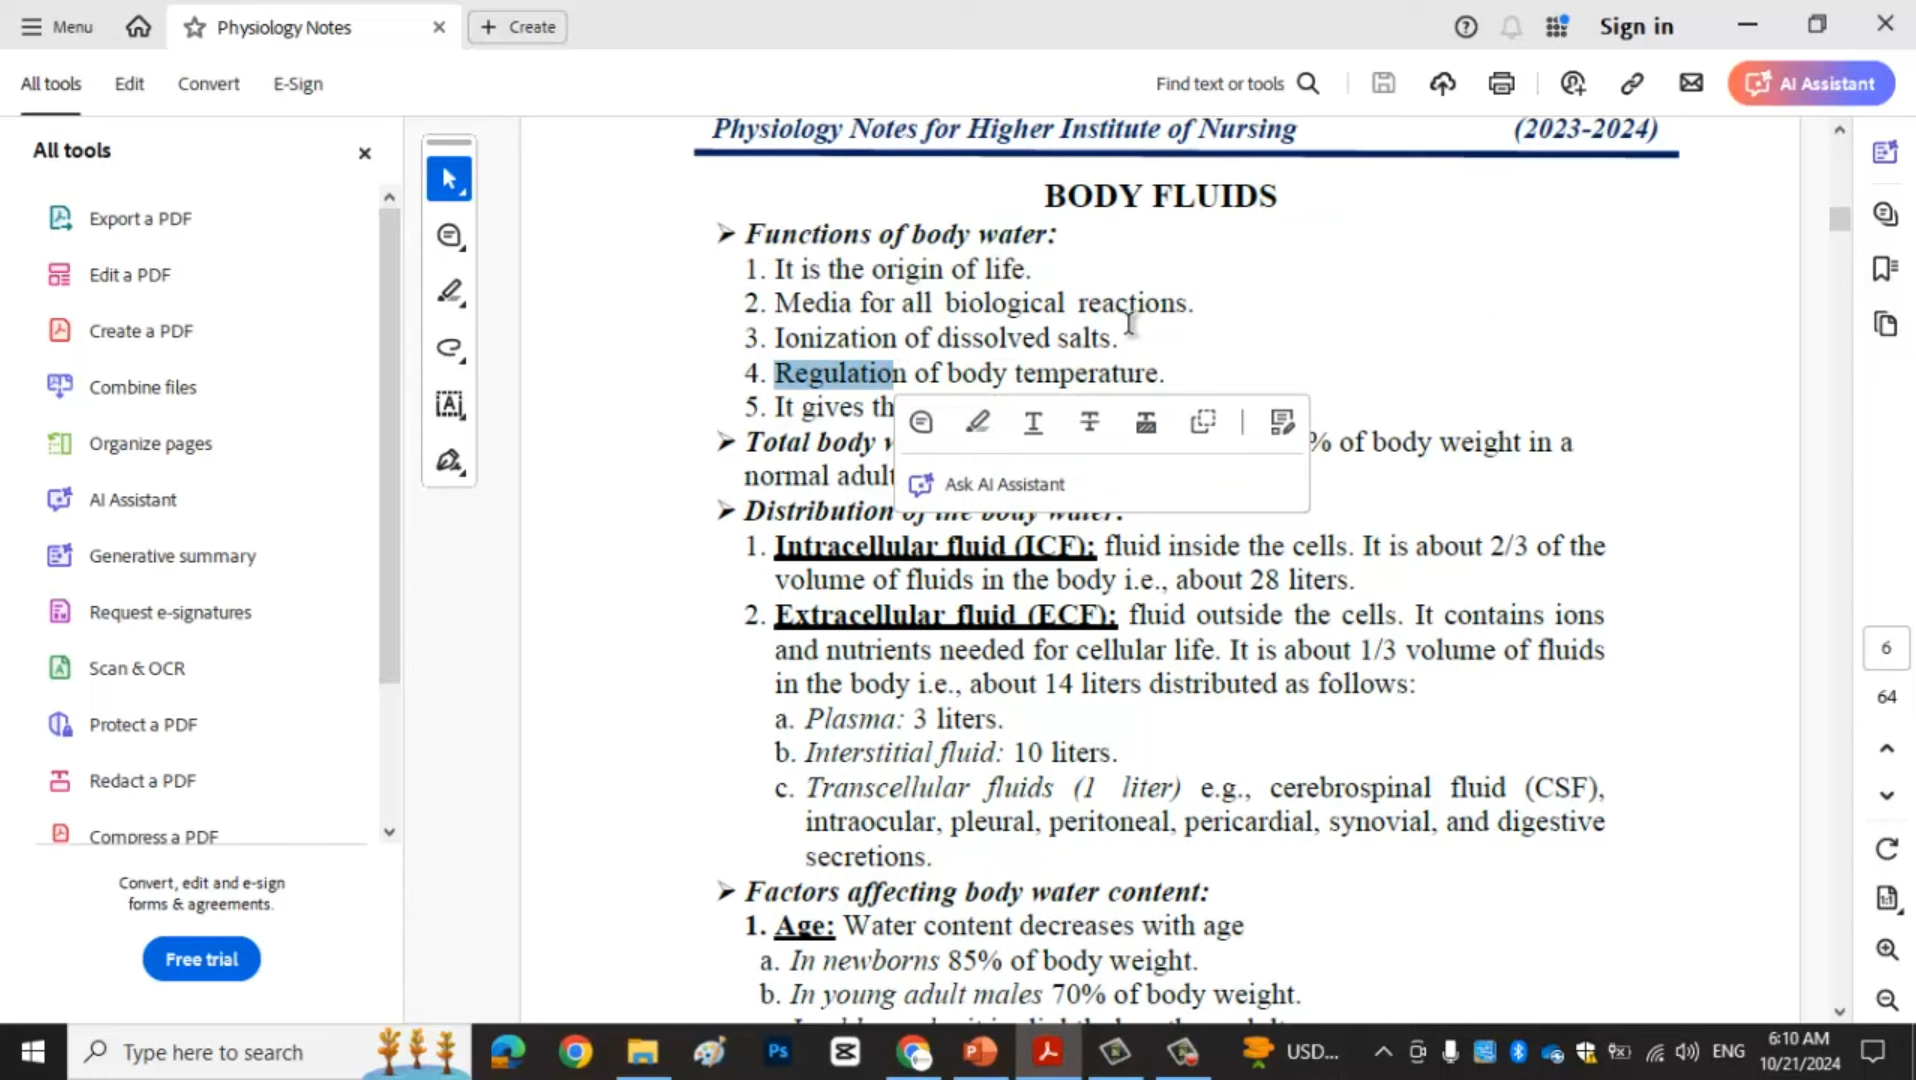 Menu
Physiology Notes
Create
Sign in
All tools
Edit
Convert
E-Sign
Find text or tools
AI Assistant
All tools
Export a PDF
Edit a PDF
Create a PDF
Combine files
Organize pages
AI Assistant
Generative summary
Request e-signatures
Scan & OCR
Protect a PDF
Redact a PDF
Compress a PDF
Convert, edit and e-sign
forms & agreements.
Free trial
Physiology Notes for Higher Institute of Nursing (2023-2024)
BODY FLUIDS
➢ Functions of body water:
1. It is the origin of life.
2. Media for all biological reactions.
3. Ionization of dissolved salts.
4. Regulation of body temperature.
5. It gives th
➢ Total body % of body weight in a
normal adult
Ask AI Assistant
➢ Distribution of the body water:
1. Intracellular fluid (ICF): fluid inside the cells. It is about 2/3 of the
volume of fluids in the body i.e., about 28 liters.
2. Extracellular fluid (ECF): fluid outside the cells. It contains ions
and nutrients needed for cellular life. It is about 1/3 volume of fluids
in the body i.e., about 14 liters distributed as follows:
a. Plasma: 3 liters.
b. Interstitial fluid: 10 liters.
c. Transcellular fluids (1 liter) e.g., cerebrospinal fluid (CSF),
intraocular, pleural, peritoneal, pericardial, synovial, and digestive
secretions.
➢ Factors affecting body water content:
1. Age: Water content decreases with age
a. In newborns 85% of body weight.
b. In young adult males 70% of body weight.
6
64
Type here to search
Ps
USD...
ENG
6:10 AM
10/21/2024